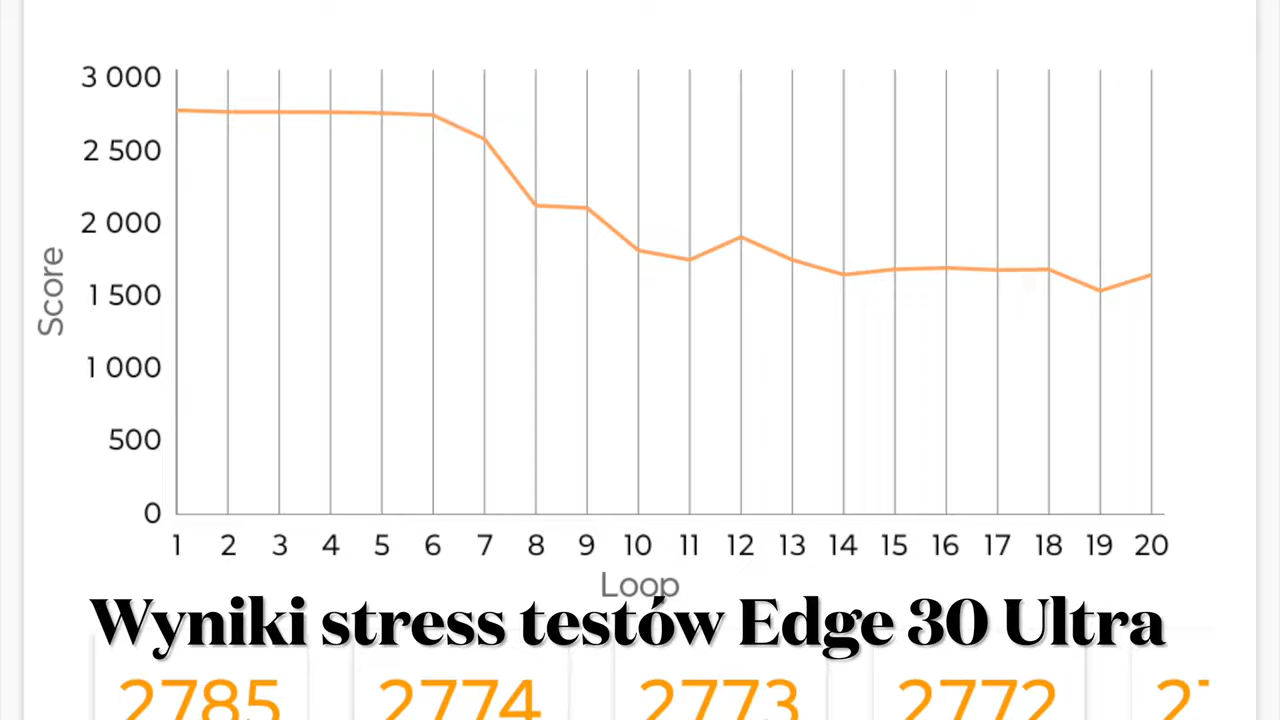 3 000
2 500
2 000
1 500
1 000
500
0
Score
1 2 3 4 5 6 7 8 9 10 11 12 13 14 15 16 17 18 19 20
Loop
Wyniki stress testów Edge 30 Ultra
2785 2774 2773 2772